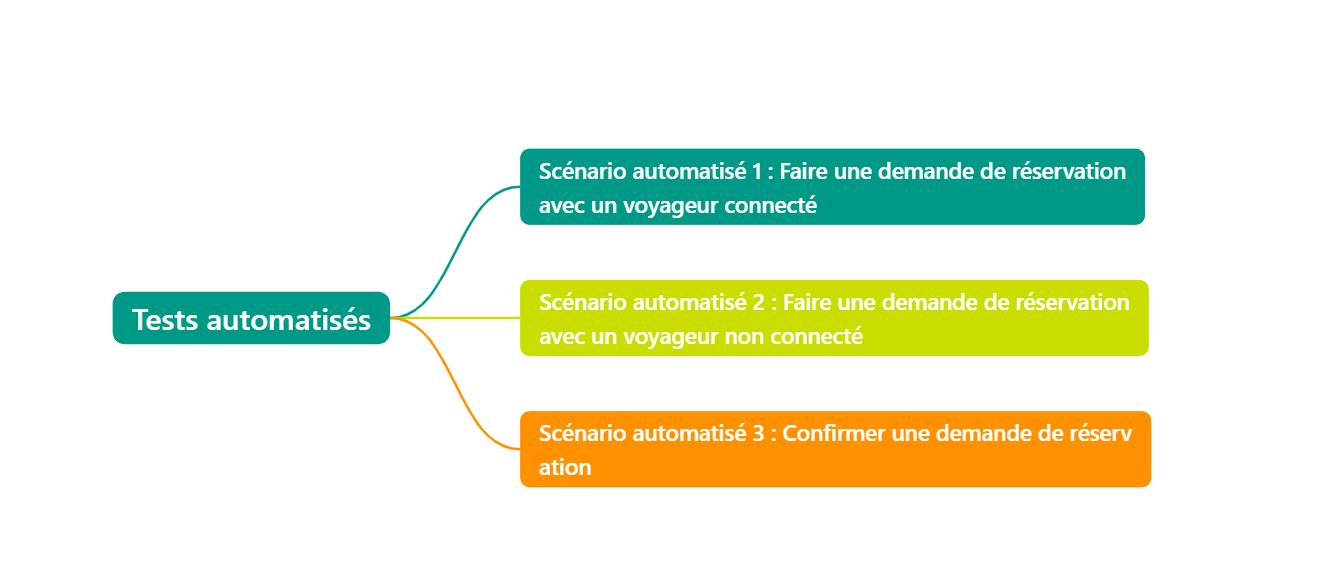 Scénario automatisé 1 : Faire une demande de réservation
avec un voyageur connecté
Tests automatisés
Scénario automatisé 2 : Faire une demande de réservation
avec un voyageur non connecté
Scénario automatisé 3 : Confirmer une demande de réserv
ation